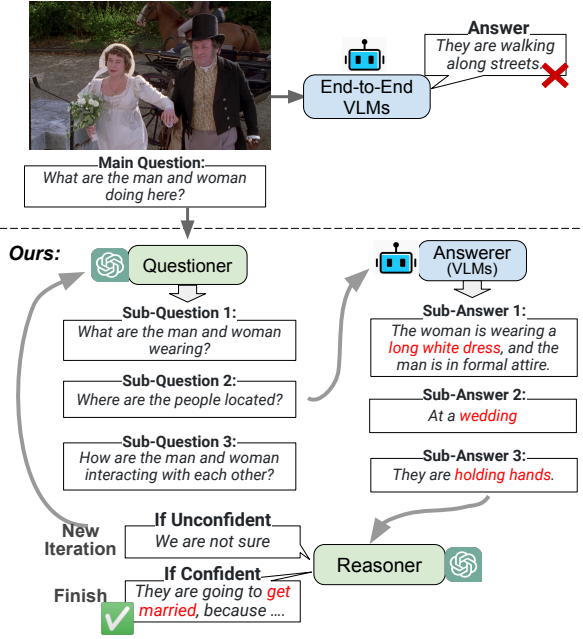 Answer
They are walking
along streets.
End-to-End
VLMs
Main Question:
What are the man and woman
doing here?
Ours:
Questioner
Answerer
(VLMs)
Sub-Question 1:
What are the man and woman
wearing?
Sub-Question 2:
Where are the people located?
Sub-Question 3:
How are the man and woman
interacting with each other?
Sub-Answer 1:
The woman is wearing a
long white dress, and the
man is in formal attire.
Sub-Answer 2:
At a wedding
Sub-Answer 3:
They are holding hands.
New
Iteration
If Unconfident
We are not sure
Finish
If Confident
They are going to get
married, because ....
Reasoner